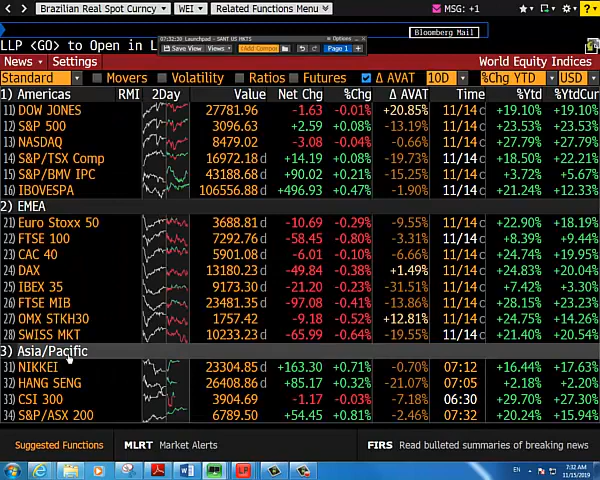 Brazilian Real Spot Curncy WEI Related Functions Menu MSG: +1
07:32:30 Launchpad - SANT US MKTS Options
Save View Views Add Compo Page 1 +
Bloomberg Mail
LLP <GO> to Open in L
News Settings World Equity Indices
Standard Movers Volatility Ratios Futures Δ AVAT 10D %Chg YTD USD
1) Americas RMI 2Day Value Net Chg %Chg Δ AVAT Time %Ytd %YtdCur
11) DOW JONES 27781.96 -1.63 -0.01% +20.85% 11/14 c +19.10% +19.10%
12) S&P 500 3096.63 +2.59 +0.08% -13.19% 11/14 c +23.53% +23.53%
13) NASDAQ 8479.02 -3.08 -0.04% -0.66% 11/14 c +27.79% +27.79%
14) S&P/TSX Comp 16972.18 d +14.19 +0.08% -19.73% 11/14 c +18.50% +22.21%
15) S&P/BMV IPC 43188.68 d +90.02 +0.21% -15.25% 11/14 c +3.72% +5.67%
16) IBOVESPA 106556.88 d +496.93 +0.47% -1.90% 11/14 c +21.24% +12.33%
2) EMEA
21) Euro Stoxx 50 3688.81 d -10.69 -0.29% -9.55% 11/14 c +22.90% +18.19%
22) FTSE 100 7292.76 d -58.45 -0.80% -3.31% 11/14 c +8.39% +9.44%
23) CAC 40 5901.08 d -6.01 -0.10% -6.66% 11/14 c +24.74% +19.95%
24) DAX 13180.23 d -49.84 -0.38% +1.49% 11/14 c +24.83% +20.04%
25) IBEX 35 9173.30 d -21.20 -0.23% -31.51% 11/14 c +7.42% +3.30%
26) FTSE MIB 23481.35 d -97.08 -0.41% -13.86% 11/14 c +28.15% +23.23%
27) OMX STKH30 1757.42 d -9.18 -0.52% +12.81% 11/14 c +24.75% +14.23%
28) SWISS MKT 10233.23 d -65.99 -0.64% -19.55% 11/14 c +21.40% +20.54%
3) Asia/Pacific
31) NIKKEI 23304.85 d +163.30 +0.71% -0.70% 07:12 +16.44% +17.63%
32) HANG SENG 26408.86 d +85.17 +0.32% -21.07% 07:05 +2.18% +2.20%
33) CSI 300 3904.69 -1.17 -0.03% -7.18% 06:30 +29.70% +27.30%
34) S&P/ASX 200 6789.50 +54.45 +0.81% -2.46% 07:32 +20.24% +15.94%
Suggested Functions MLRT Market Alerts FIRS Read bulleted summaries of breaking news
EN 7:32 AM
11/15/2019